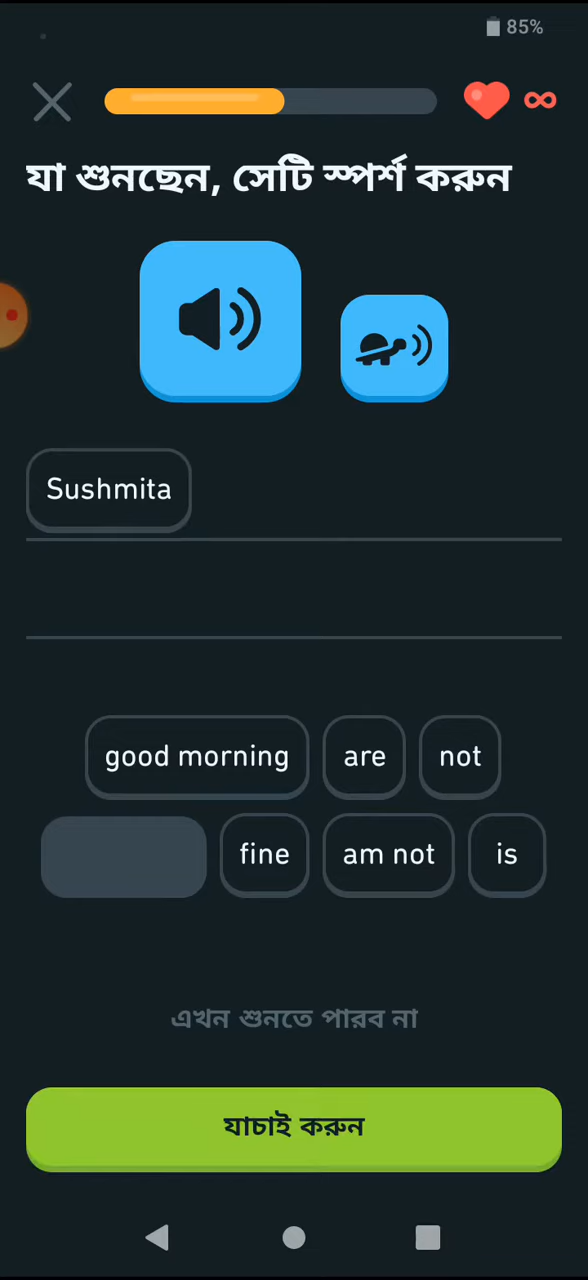 85%
∞
যা শুনছেন, সেটি স্পর্শ করুন
Sushmita
good morning are not
fine am not is
এখন শুনতে পারব না
যাচাই করুন